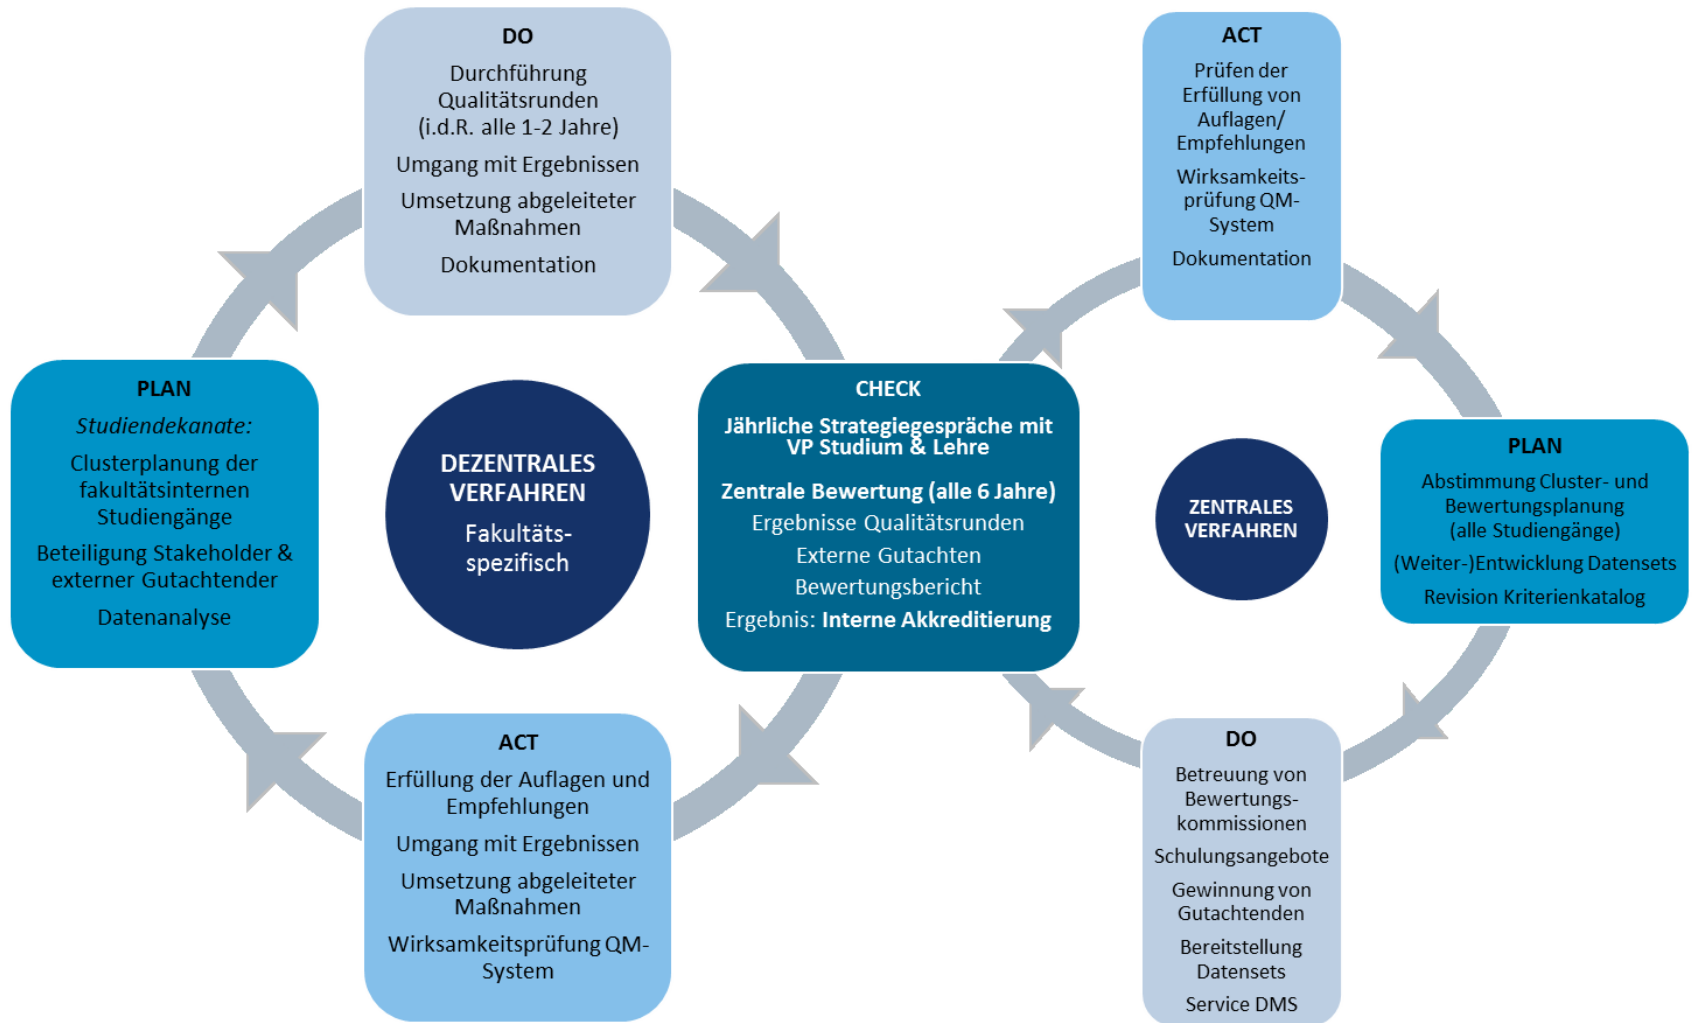 DO
Durchführung
Qualitätsrunden
(i.d.R. alle 1-2 Jahre)
Umgang mit Ergebnissen
Umsetzung abgeleiteter
Maßnahmen
Dokumentation
PLAN
Studiendekanate:
Clusterplanung der
fakultätsinternen
Studiengänge
Beteiligung Stakeholder &
externer Gutachtender
Datenanalyse
DEZENTRALES
VERFAHREN
Fakultäts-
spezifisch
ACT
Erfüllung der Auflagen und
Empfehlungen
Umgang mit Ergebnissen
Umsetzung abgeleiteter
Maßnahmen
Wirksamkeitsprüfung QM-
System
CHECK
Jährliche Strategiegespräche mit
VP Studium & Lehre
Zentrale Bewertung (alle 6 Jahre)
Ergebnisse Qualitätsrunden
Externe Gutachten
Bewertungsbericht
Ergebnis: Interne Akkreditierung
ACT
Prüfen der
Erfüllung von
Auflagen/
Empfehlungen
Wirksamkeits-
prüfung QM-
System
Dokumentation
ZENTRALES
VERFAHREN
PLAN
Abstimmung Cluster- und
Bewertungsplanung
(alle Studiengänge)
(Weiter-)Entwicklung Datensets
Revision Kriterienkatalog
DO
Betreuung von
Bewertungs-
kommissionen
Schulungsangebote
Gewinnung von
Gutachtenden
Bereitstellung
Datensets
Service DMS